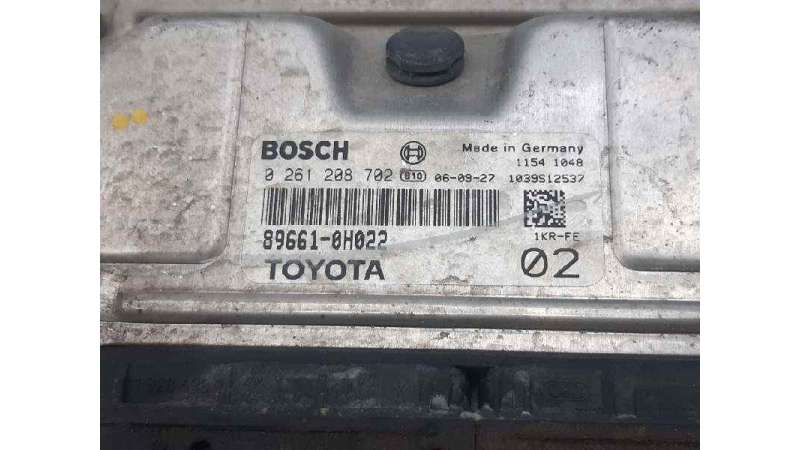 BOSCH Made in Germany
1154 1048
0 261 208 702 B10 06-09-27 1039S12537
89661-0H022 1KR-FE
TOYOTA 02